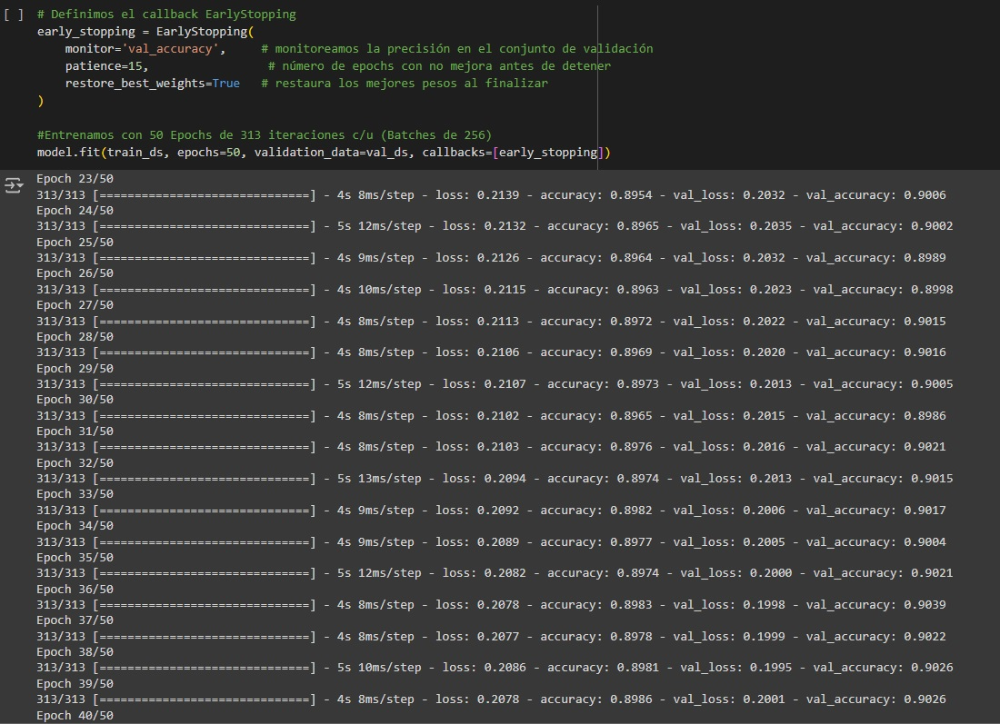 [ ] # Definimos el callback EarlyStopping
early_stopping = EarlyStopping(
    monitor='val_accuracy',     # monitoreamos la precisión en el conjunto de validación
    patience=15,                 # número de epochs con no mejora antes de detener
    restore_best_weights=True   # restaura los mejores pesos al finalizar
)
#Entrenamos con 50 Epochs de 313 iteraciones c/u (Batches de 256)
model.fit(train_ds, epochs=50, validation_data=val_ds, callbacks=[early_stopping])
Epoch 23/50
313/313 [==============================] - 4s 8ms/step - loss: 0.2139 - accuracy: 0.8954 - val_loss: 0.2032 - val_accuracy: 0.9006
Epoch 24/50
313/313 [==============================] - 5s 12ms/step - loss: 0.2132 - accuracy: 0.8965 - val_loss: 0.2035 - val_accuracy: 0.9002
Epoch 25/50
313/313 [==============================] - 4s 9ms/step - loss: 0.2126 - accuracy: 0.8964 - val_loss: 0.2032 - val_accuracy: 0.8989
Epoch 26/50
313/313 [==============================] - 4s 10ms/step - loss: 0.2115 - accuracy: 0.8963 - val_loss: 0.2023 - val_accuracy: 0.8998
Epoch 27/50
313/313 [==============================] - 4s 8ms/step - loss: 0.2113 - accuracy: 0.8972 - val_loss: 0.2022 - val_accuracy: 0.9015
Epoch 28/50
313/313 [==============================] - 4s 8ms/step - loss: 0.2106 - accuracy: 0.8969 - val_loss: 0.2020 - val_accuracy: 0.9016
Epoch 29/50
313/313 [==============================] - 5s 12ms/step - loss: 0.2107 - accuracy: 0.8973 - val_loss: 0.2013 - val_accuracy: 0.9005
Epoch 30/50
313/313 [==============================] - 4s 8ms/step - loss: 0.2102 - accuracy: 0.8965 - val_loss: 0.2015 - val_accuracy: 0.8986
Epoch 31/50
313/313 [==============================] - 4s 8ms/step - loss: 0.2103 - accuracy: 0.8976 - val_loss: 0.2016 - val_accuracy: 0.9021
Epoch 32/50
313/313 [==============================] - 5s 13ms/step - loss: 0.2094 - accuracy: 0.8974 - val_loss: 0.2013 - val_accuracy: 0.9015
Epoch 33/50
313/313 [==============================] - 4s 9ms/step - loss: 0.2092 - accuracy: 0.8982 - val_loss: 0.2006 - val_accuracy: 0.9017
Epoch 34/50
313/313 [==============================] - 4s 9ms/step - loss: 0.2089 - accuracy: 0.8977 - val_loss: 0.2005 - val_accuracy: 0.9004
Epoch 35/50
313/313 [==============================] - 5s 12ms/step - loss: 0.2082 - accuracy: 0.8974 - val_loss: 0.2000 - val_accuracy: 0.9021
Epoch 36/50
313/313 [==============================] - 4s 8ms/step - loss: 0.2078 - accuracy: 0.8983 - val_loss: 0.1998 - val_accuracy: 0.9039
Epoch 37/50
313/313 [==============================] - 4s 8ms/step - loss: 0.2077 - accuracy: 0.8978 - val_loss: 0.1999 - val_accuracy: 0.9022
Epoch 38/50
313/313 [==============================] - 5s 10ms/step - loss: 0.2086 - accuracy: 0.8981 - val_loss: 0.1995 - val_accuracy: 0.9026
Epoch 39/50
313/313 [==============================] - 4s 8ms/step - loss: 0.2078 - accuracy: 0.8986 - val_loss: 0.2001 - val_accuracy: 0.9026
Epoch 40/50